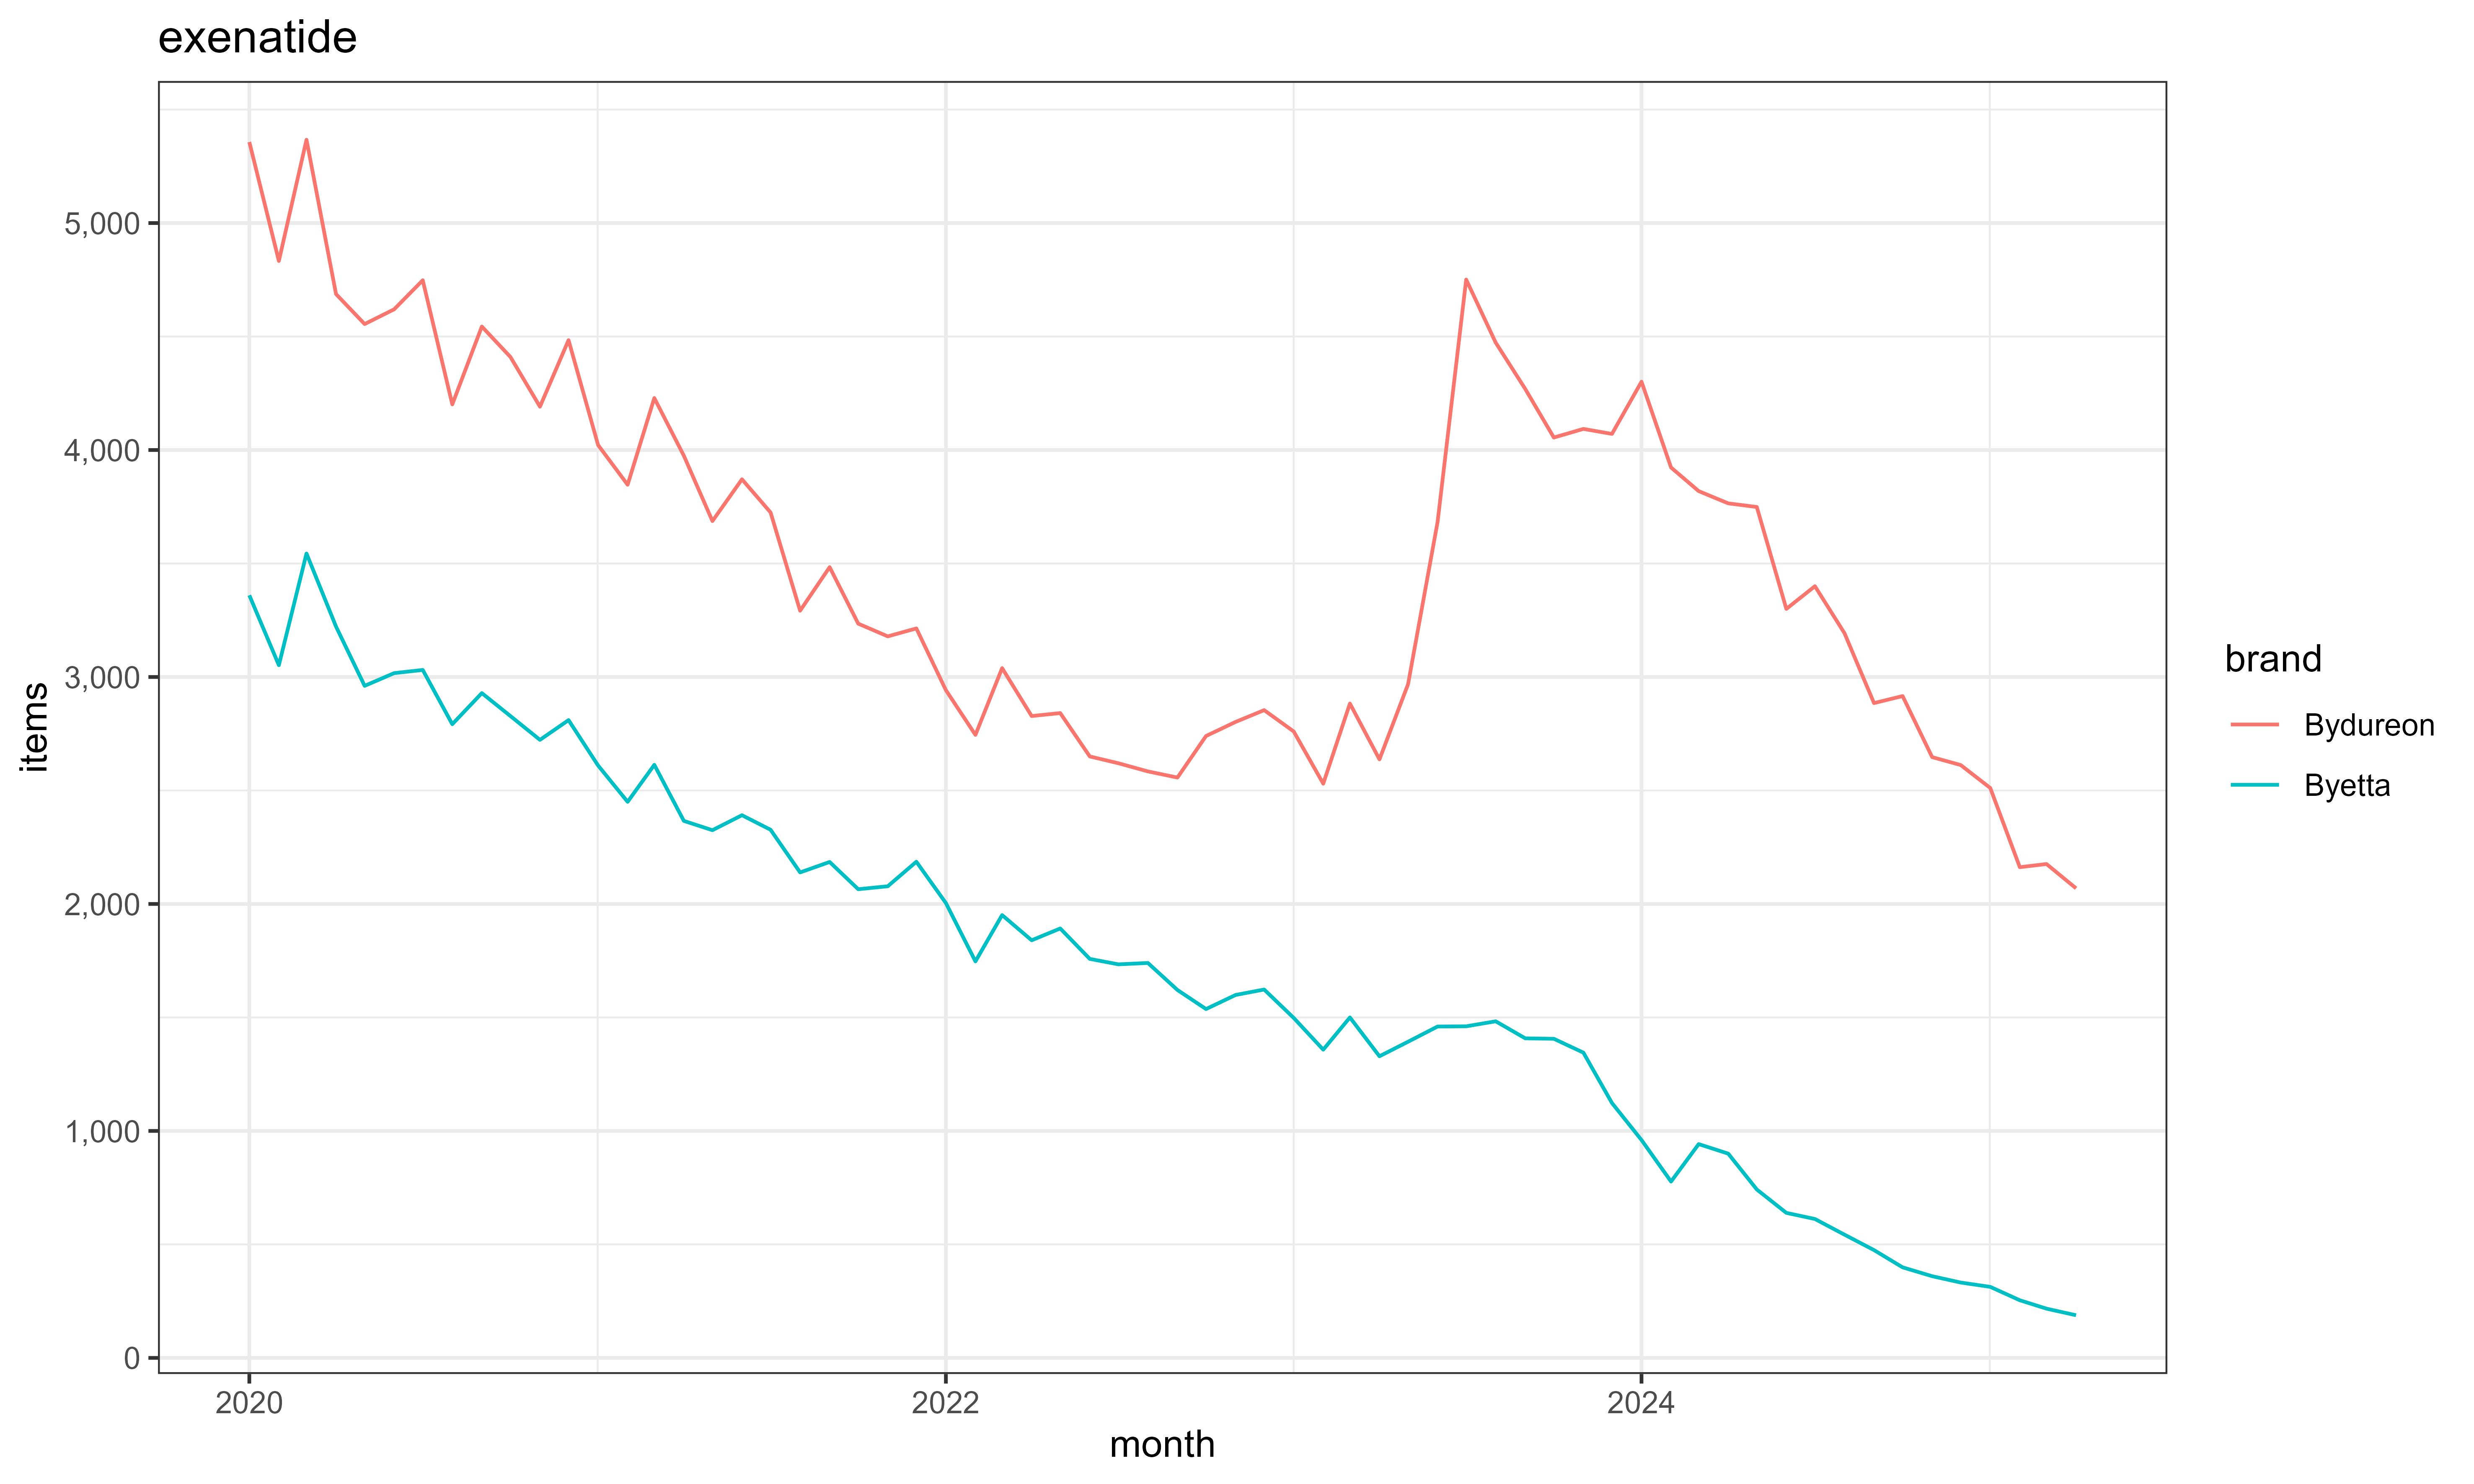 exenatide
5,000
4,000
3,000
2,000
1,000
0
items
2020 2022 2024
month
brand
Bydureon
Byetta